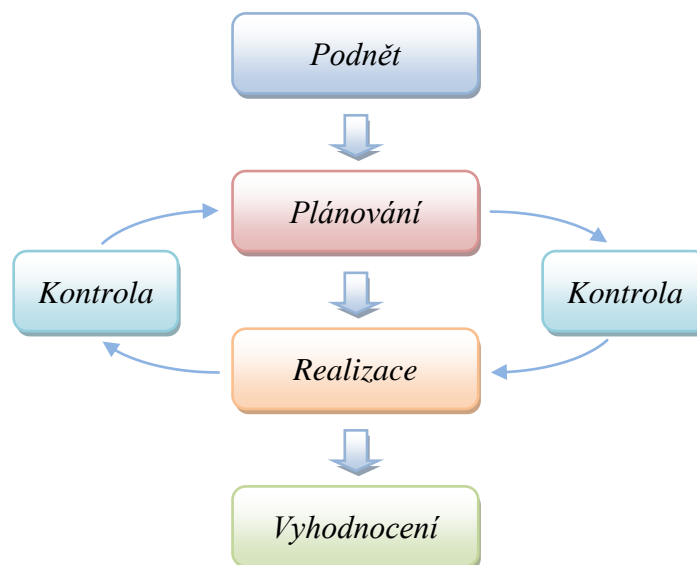 Podnět
Plánování
Kontrola
Kontrola
Realizace
Vyhodnocení